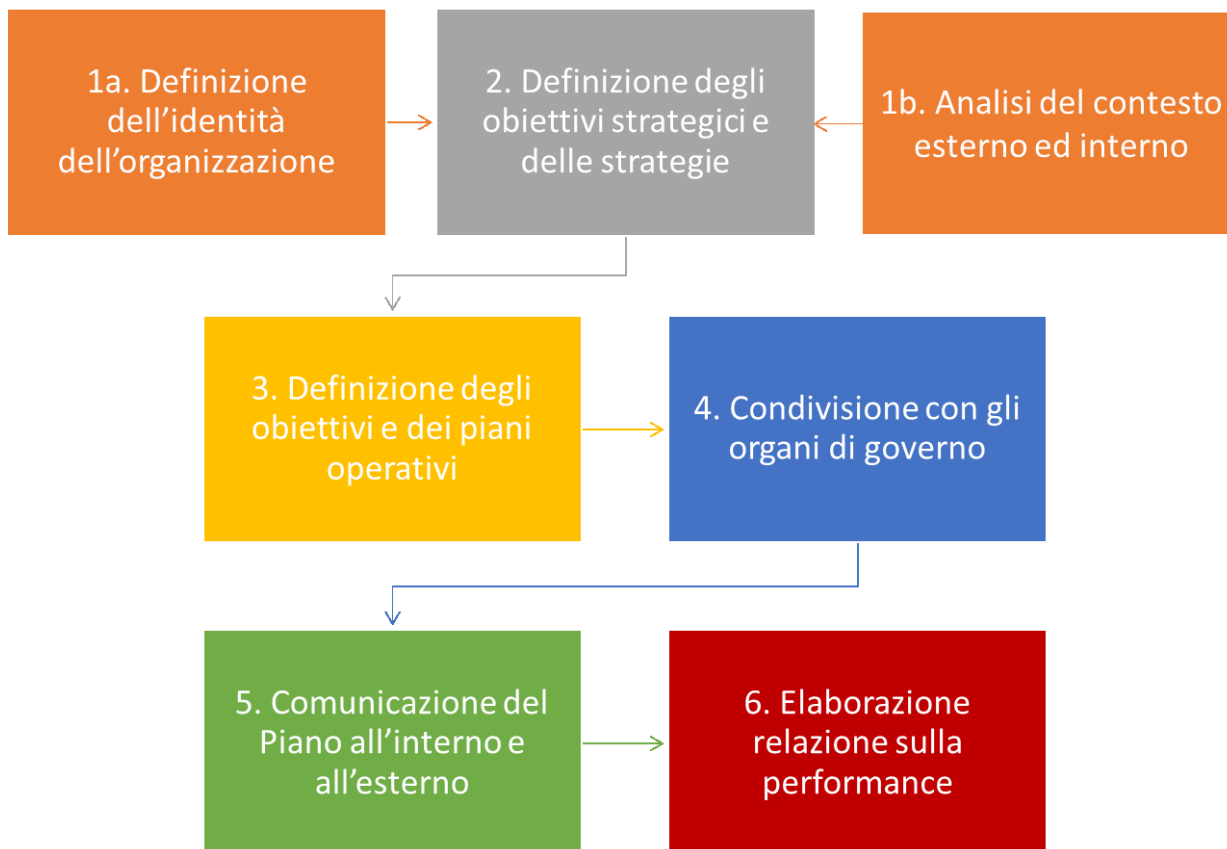 1a. Definizione
dell’identità
dell’organizzazione
2. Definizione degli
obiettivi strategici e
delle strategie
1b. Analisi del contesto
esterno ed interno
3. Definizione degli
obiettivi e dei piani
operativi
4. Condivisione con gli
organi di governo
5. Comunicazione del
Piano all’interno e
all’esterno
6. Elaborazione
relazione sulla
performance